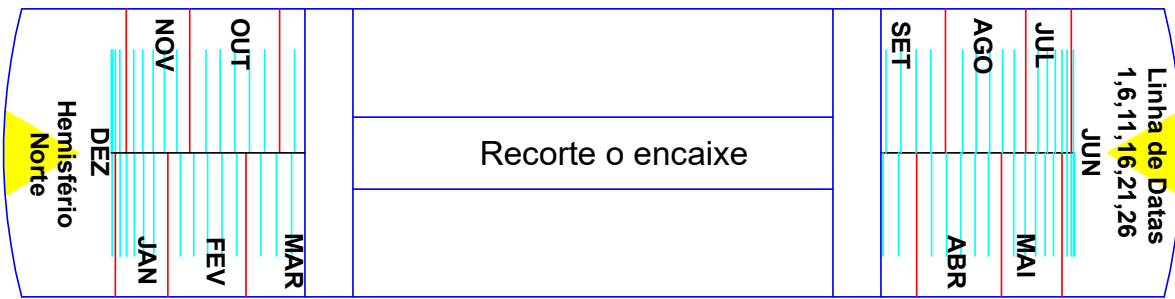 NOV
OUT
SET
AGO
JUL
Linha de Datas
1,6,11,16,21,26
JUN
DEZ
Hemisfério
Norte
Recorte o encaixe
JAN
FEV
MAR
ABR
MAI